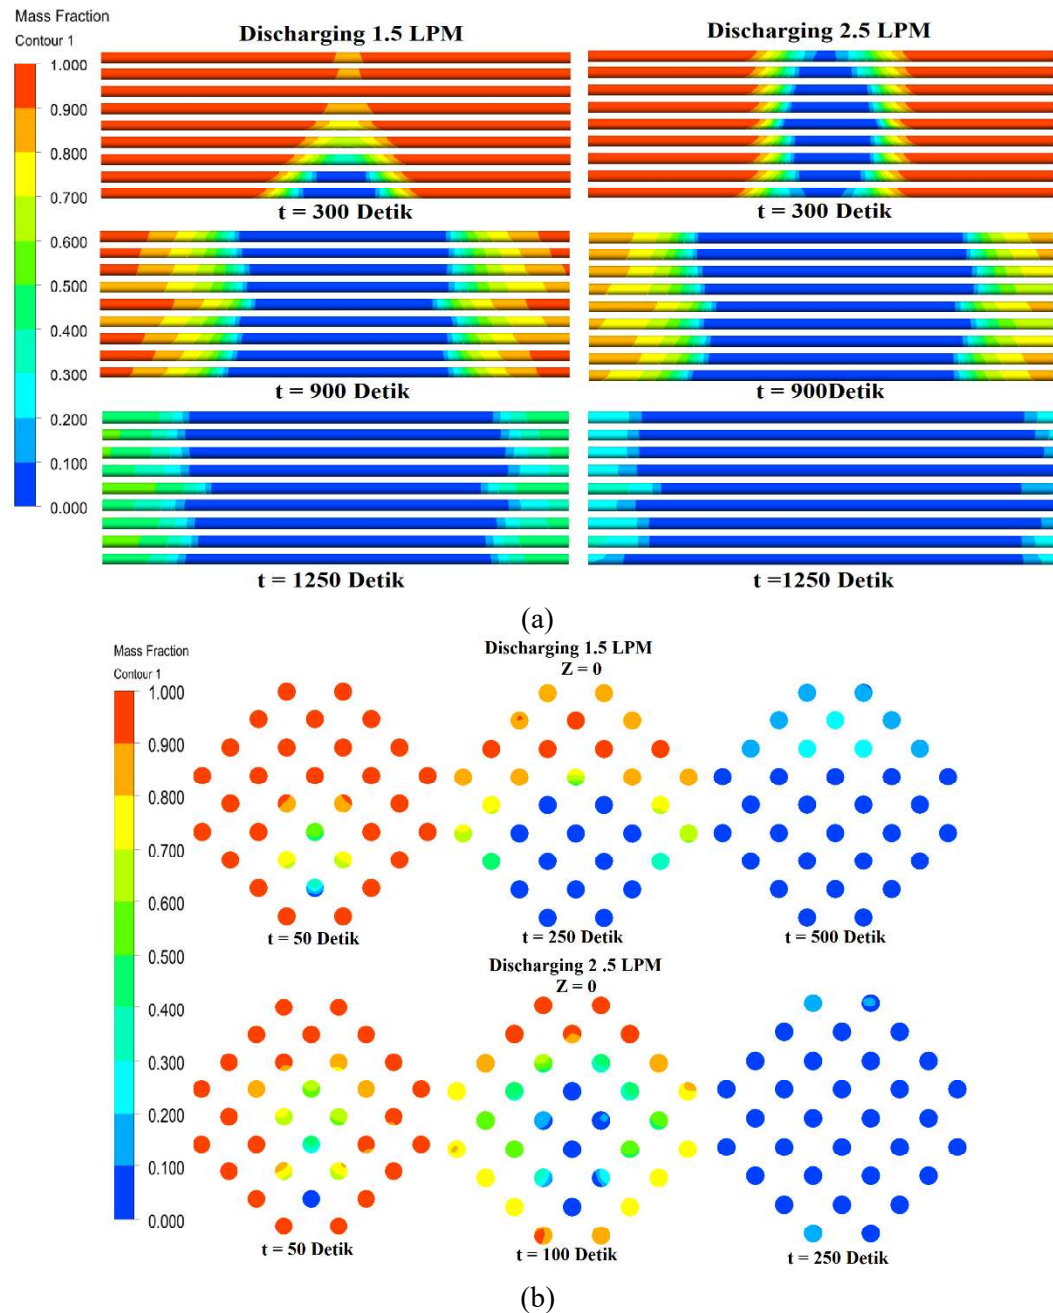 Mass Fraction
Contour 1
1.000
0.900
0.800
0.700
0.600
0.500
0.400
0.300
0.200
0.100
0.000
Discharging 1.5 LPM
Discharging 2.5 LPM
t = 300 Detik
t = 300 Detik
t = 900 Detik
t = 900Detik
t = 1250 Detik
t =1250 Detik
(a)
Mass Fraction
Contour 1
1.000
0.900
0.800
0.700
0.600
0.500
0.400
0.300
0.200
0.100
0.000
Discharging 1.5 LPM
Z = 0
t = 50 Detik
t = 250 Detik
t = 500 Detik
Discharging 2 .5 LPM
Z = 0
t = 50 Detik
t = 100 Detik
t = 250 Detik
(b)